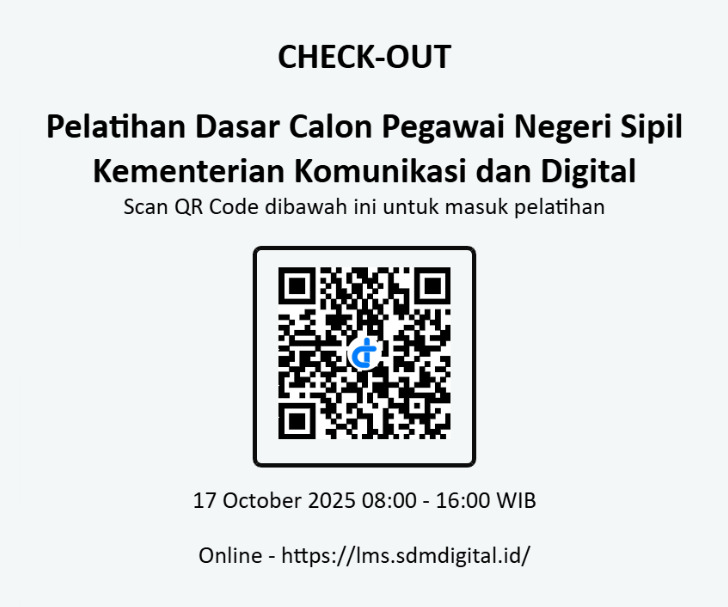 CHECK-OUT
Pelatihan Dasar Calon Pegawai Negeri Sipil
Kementerian Komunikasi dan Digital
Scan QR Code dibawah ini untuk masuk pelatihan
17 October 2025 08:00 - 16:00 WIB
Online - https://lms.sdmdigital.id/